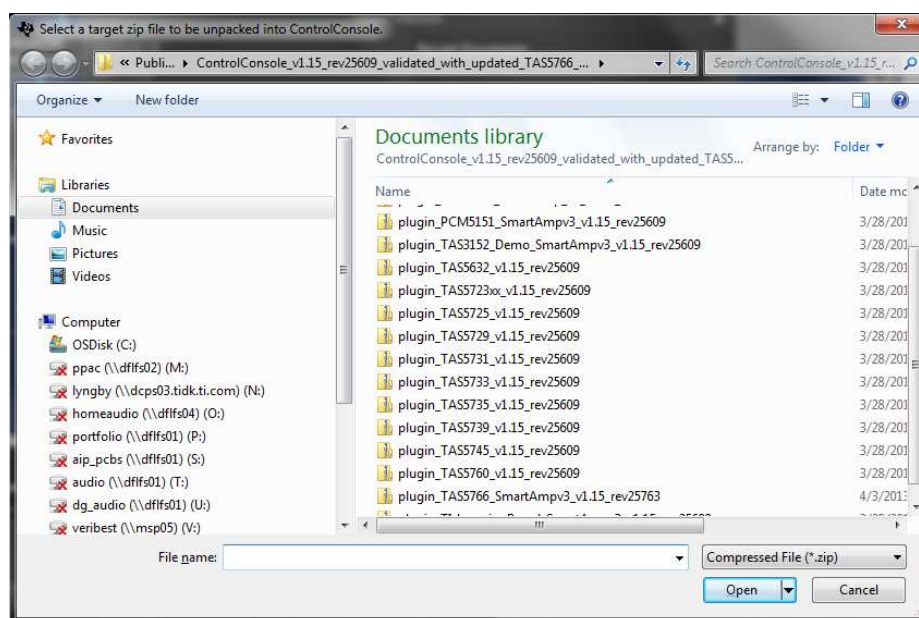 Select a target zip file to be unpacked into ControlConsole.
« Publi... ▸ ControlConsole_v1.15_rev25609_validated_with_updated_TAS5766_... ▸
Search ControlConsole_v1.15_r...
Organize ▾ New folder
Favorites
Libraries
Documents
Music
Pictures
Videos
Computer
OSDisk (C:)
ppac (\\dflfs02) (M:)
lyngby (\\dcps03.tidk.ti.com) (N:)
homeaudio (\\dflfs04) (O:)
portfolio (\\dflfs01) (P:)
aip_pcbs (\\dflfs01) (S:)
audio (\\dflfs01) (T:)
dg_audio (\\dflfs01) (U:)
veribest (\\msp05) (V:)
Documents library
ControlConsole_v1.15_rev25609_validated_with_updated_TAS5...
Arrange by: Folder ▾
Name Date mc
plugin_PCM5151_SmartAmpv3_v1.15_rev25609 3/28/201
plugin_TAS3152_Demo_SmartAmpv3_v1.15_rev25609 3/28/201
plugin_TAS5632_v1.15_rev25609 3/28/201
plugin_TAS5723xx_v1.15_rev25609 3/28/201
plugin_TAS5725_v1.15_rev25609 3/28/201
plugin_TAS5729_v1.15_rev25609 3/28/201
plugin_TAS5731_v1.15_rev25609 3/28/201
plugin_TAS5733_v1.15_rev25609 3/28/201
plugin_TAS5735_v1.15_rev25609 3/28/201
plugin_TAS5739_v1.15_rev25609 3/28/201
plugin_TAS5745_v1.15_rev25609 3/28/201
plugin_TAS5760_v1.15_rev25609 3/28/201
plugin_TAS5766_SmartAmpv3_v1.15_rev25763 4/3/2013
File name:
Compressed File (*.zip)
Open Cancel